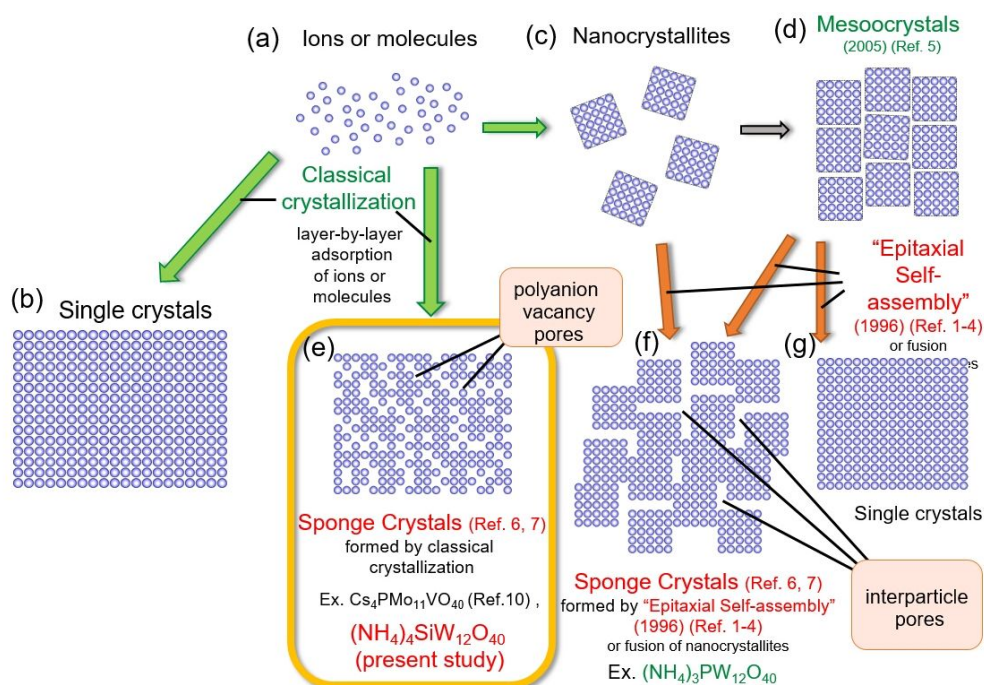 (a) Ions or molecules
(c) Nanocrystallites
(d) Mesoocrystals
(2005) (Ref. 5)
Classical
crystallization
layer-by-layer
adsorption
of ions or
molecules
(b) Single crystals
polyanion
vacancy
pores
“Epitaxial
Self-
assembly”
(1996) (Ref. 1-4)
or fusion
es
(e)
(f)
(g)
Sponge Crystals (Ref. 6, 7)
formed by classical
crystallization
Ex. Cs₄PMo₁₁VO₄₀ (Ref.10) ,
(NH₄)₄SiW₁₂O₄₀
(present study)
Sponge Crystals (Ref. 6, 7)
formed by “Epitaxial Self-assembly”
(1996) (Ref. 1-4)
or fusion of nanocrystallites
Ex. (NH₄)₃PW₁₂O₄₀
Single crystals
interparticle
pores